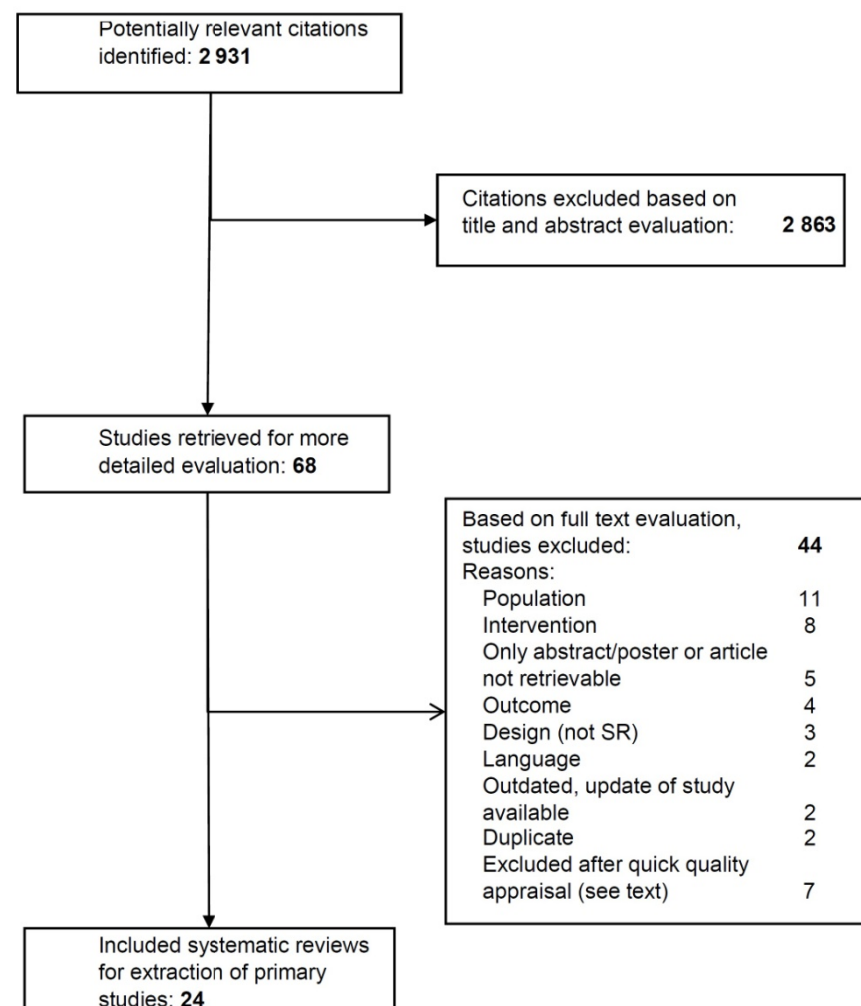 Potentially relevant citations
identified: 2 931
Citations excluded based on
title and abstract evaluation: 2 863
Studies retrieved for more
detailed evaluation: 68
Based on full text evaluation,
studies excluded: 44
Reasons:
Population 11
Intervention 8
Only abstract/poster or article
not retrievable 5
Outcome 4
Design (not SR) 3
Language 2
Outdated, update of study
available 2
Duplicate 2
Excluded after quick quality
appraisal (see text) 7
Included systematic reviews
for extraction of primary
studies: 24